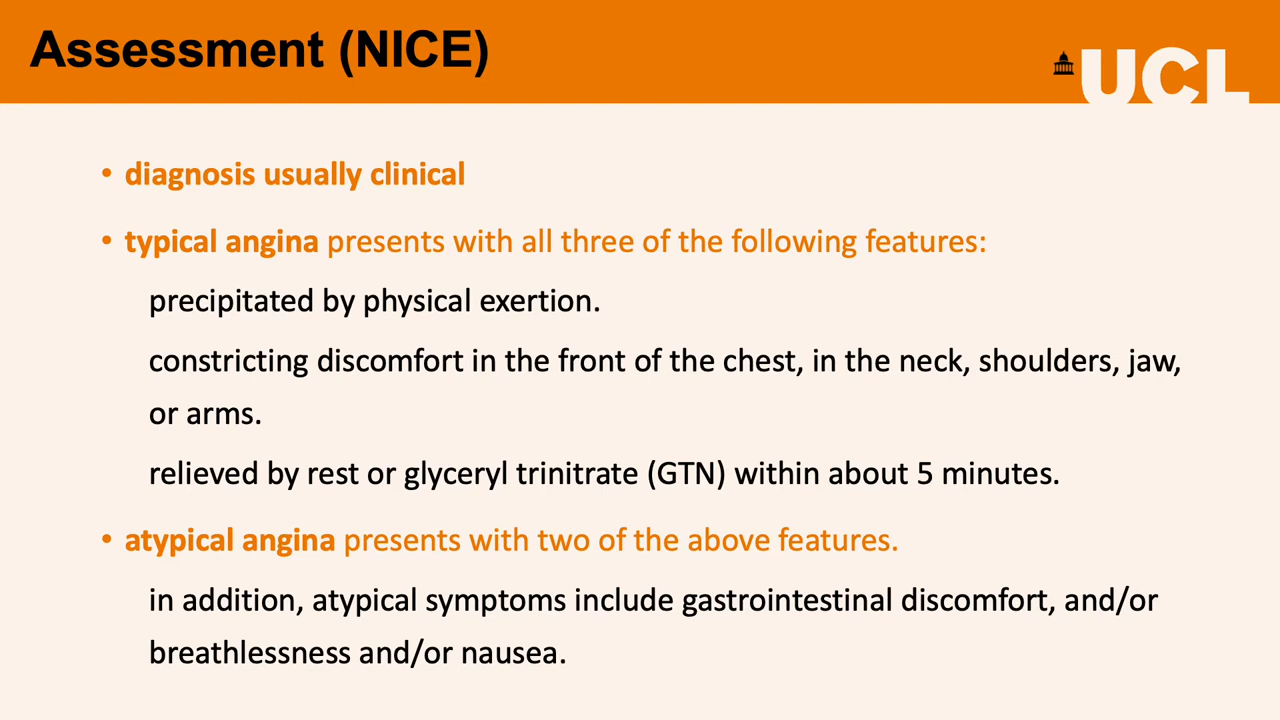 Assessment (NICE)
UCL
• diagnosis usually clinical
• typical angina presents with all three of the following features:
precipitated by physical exertion.
constricting discomfort in the front of the chest, in the neck, shoulders, jaw,
or arms.
relieved by rest or glyceryl trinitrate (GTN) within about 5 minutes.
• atypical angina presents with two of the above features.
in addition, atypical symptoms include gastrointestinal discomfort, and/or
breathlessness and/or nausea.